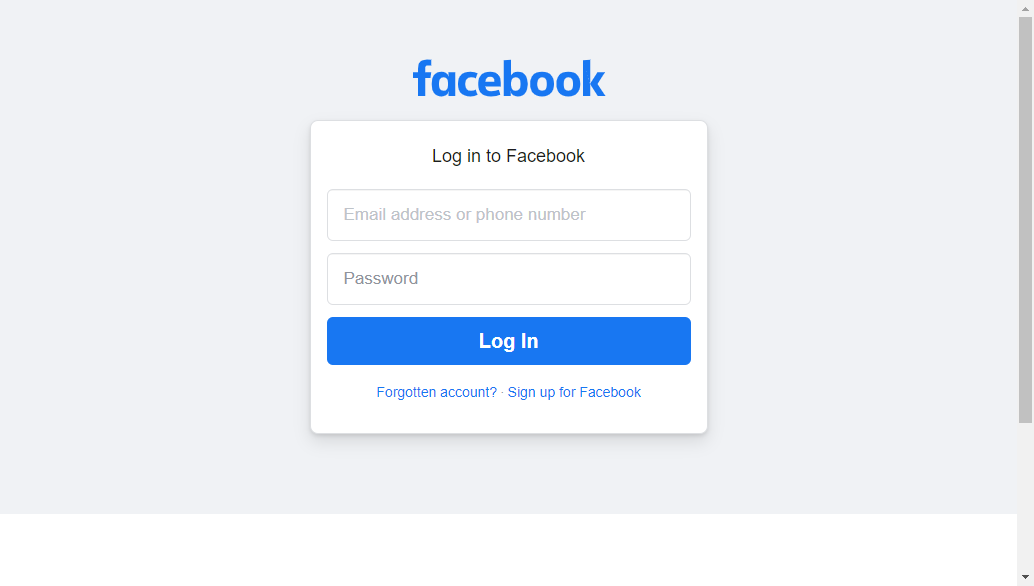 facebook
Log in to Facebook
Email address or phone number
Password
Log In
Forgotten account? · Sign up for Facebook